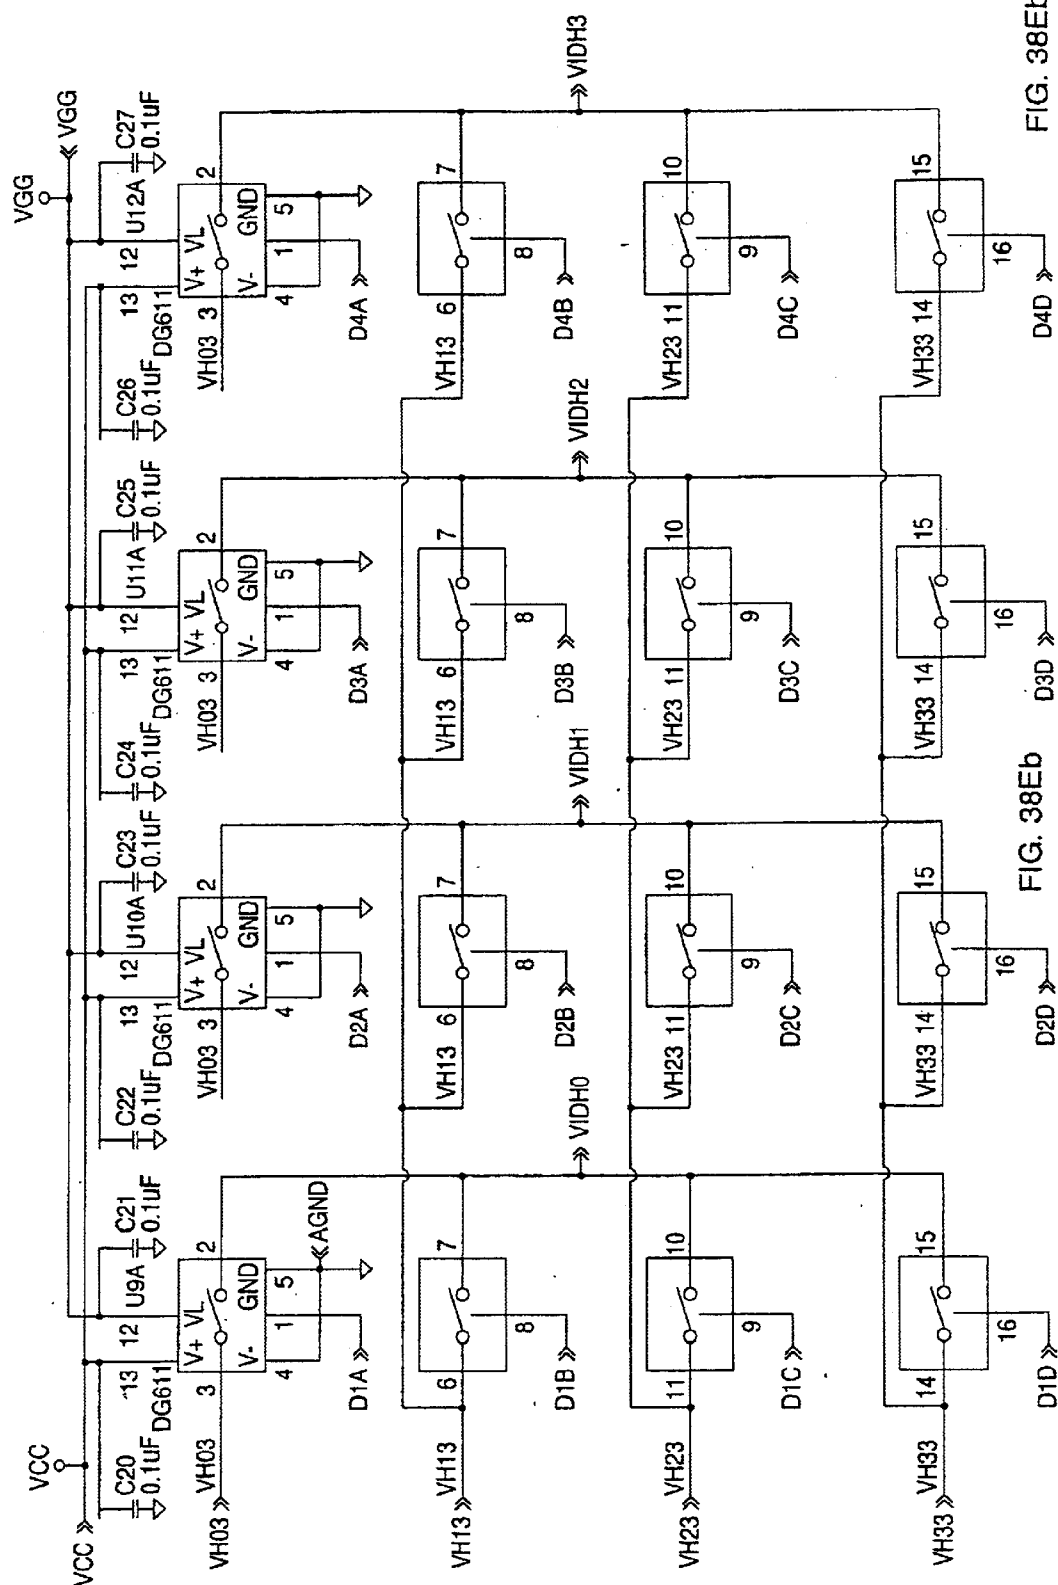 VCC
VCC
VGG
VGG
C20
0.1uF
C21
0.1uF
C22
0.1uF
C23
0.1uF
C24
0.1uF
C25
0.1uF
C26
0.1uF
C27
0.1uF
13
12
U9A
DG611
V+ VL
V- GND
3
2
4
1
5
VH03
AGND
D1A
13
12
U10A
DG611
V+ VL
V- GND
VH03 3
2
4
1
5
D2A
13
12
U11A
DG611
V+ VL
V- GND
VH03 3
2
4
1
5
D3A
13
12
U12A
DG611
V+ VL
V- GND
VH03 3
2
4
1
5
D4A
VH03
VH13
VH13
6
7
8
D1B
VH13 6
7
8
D2B
VH13 6
7
8
D3B
VH13 6
7
8
D4B
VIDH0
VIDH1
VIDH2
VIDH3
VH23
VH23
11
10
9
D1C
VH23 11
10
9
D2C
VH23 11
10
9
D3C
VH23 11
10
9
D4C
VH33
VH33
14
15
16
D1D
VH33 14
15
16
D2D
VH33 14
15
16
D3D
VH33 14
15
16
D4D
FIG. 38Eb
FIG. 38Eb